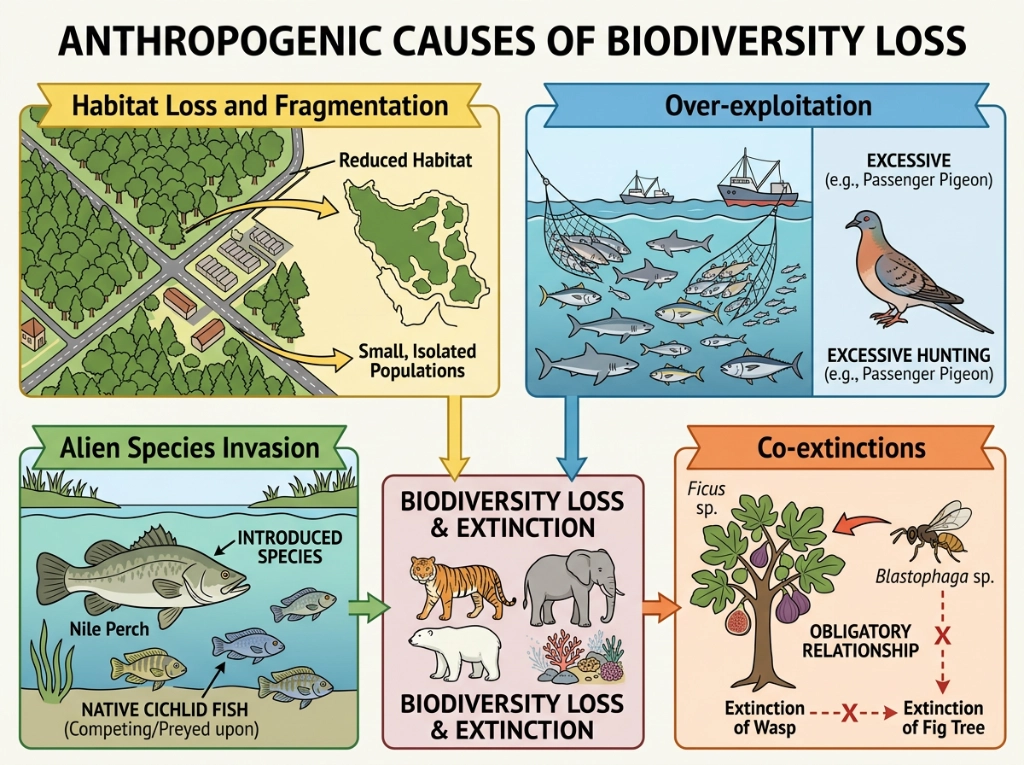 ANTHROPOGENIC CAUSES OF BIODIVERSITY LOSS
Habitat Loss and Fragmentation
Reduced Habitat
Small, Isolated
Populations
Over-exploitation
EXCESSIVE
(e.g., Passenger Pigeon)
EXCESSIVE HUNTING
(e.g., Passenger Pigeon)
Alien Species Invasion
INTRODUCED
SPECIES
Nile Perch
NATIVE CICHLID FISH
(Competing/Preyed upon)
BIODIVERSITY LOSS
& EXTINCTION
BIODIVERSITY LOSS
& EXTINCTION
Co-extinctions
Ficus
sp.
Blastophaga sp.
OBLIGATORY
RELATIONSHIP
X
Extinction
of Wasp
X
Extinction
of Fig Tree